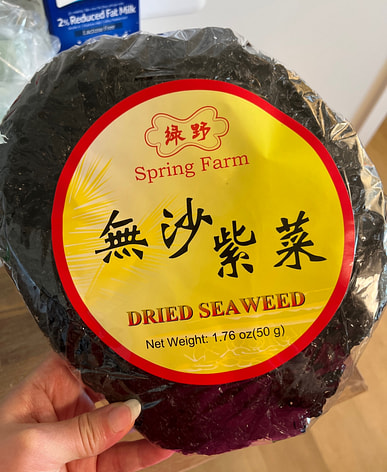 2% Reduced Fat Milk
Lactose Free
綠野
Spring Farm
無沙紫菜
DRIED SEAWEED
Net Weight: 1.76 oz(50 g)